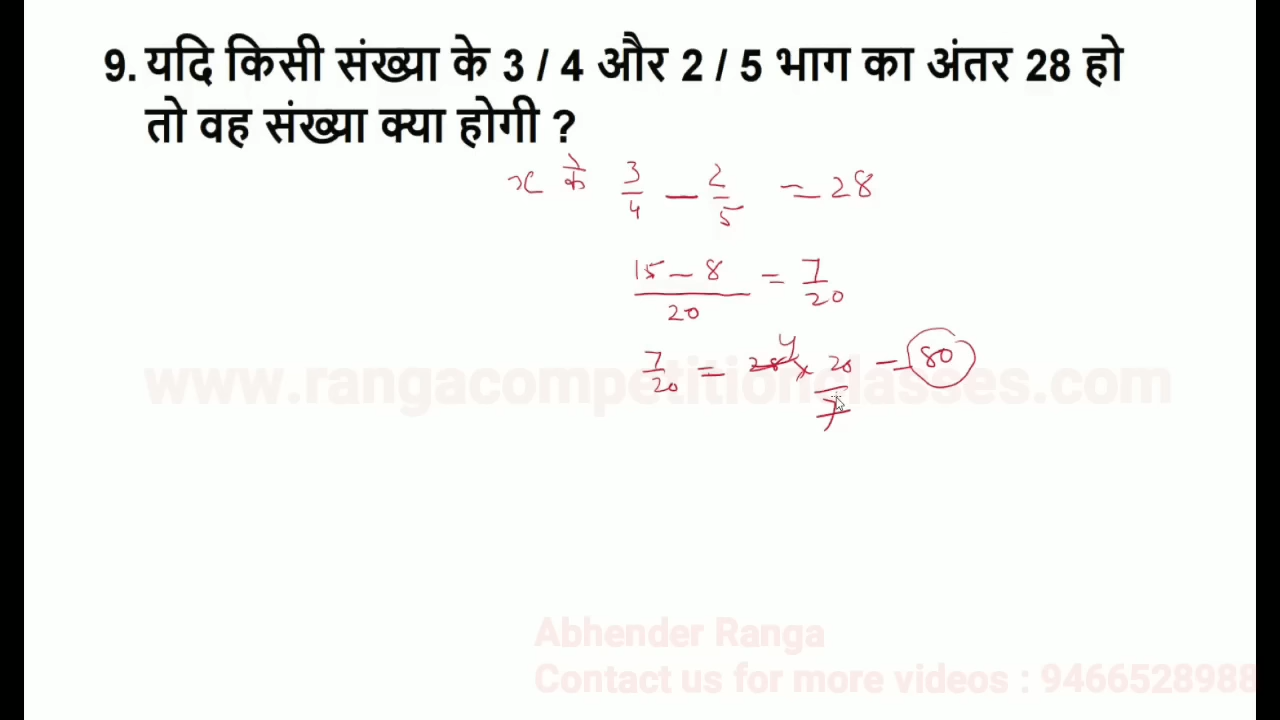 9. यदि किसी संख्या के 3 / 4 और 2 / 5 भाग का अंतर 28 हो
तो वह संख्या क्या होगी ?
x के 3/4 - 2/5 = 28
15 - 8 / 20 = 7/20
7/20 = 28 4 × 20/7 = 80
www.rangacompetitionclasses.com
Abhender Ranga
Contact us for more videos : 9466528988